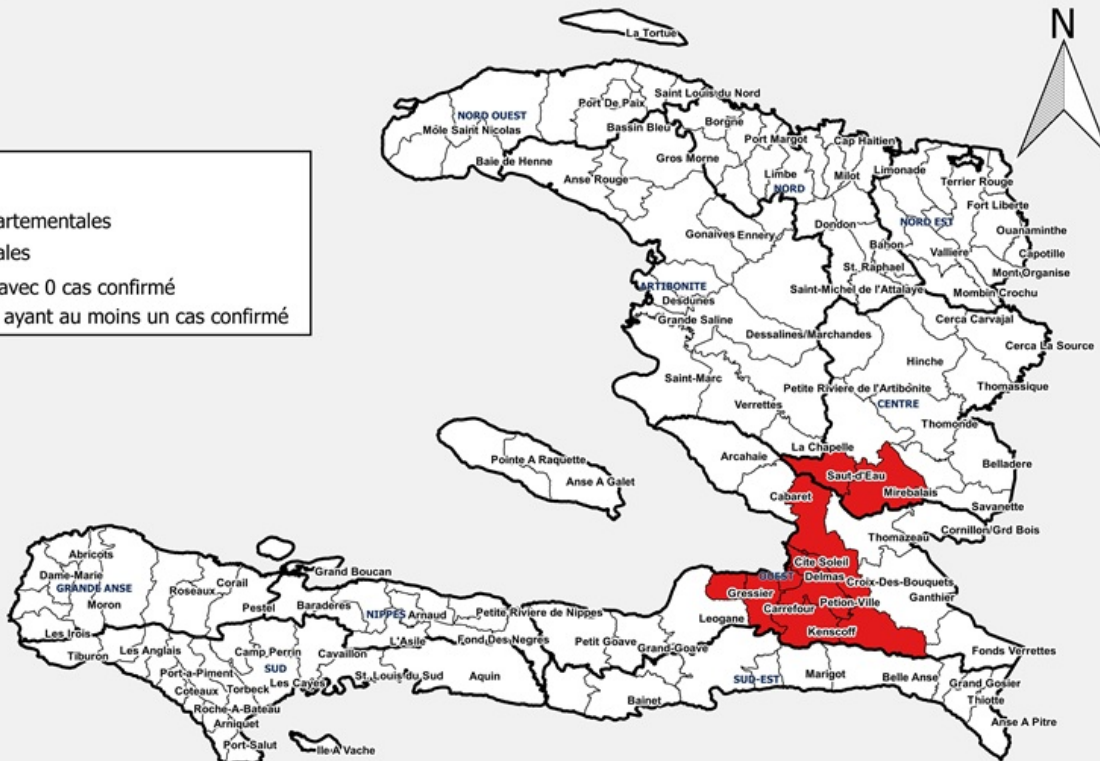 N
La Tortue
Saint Louis du Nord
Port De Paix
NORD OUEST
Môle Saint Nicolas
Bassin Bleu
Borgne
Port Margot
Cap Haitien
Baie de Henne
Gros Morne
Anse Rouge
Limbe
NORD
Milot
Limonade
Terrier Rouge
Fort Liberte
Ouanaminthe
NORD EST
Capotille
Valliere
Mont Organise
Mombin Crochu
Dondon
Bahon
St. Raphael
Gonaives
Ennery
Saint-Michel de l'Attalaye
artementales
ales
avec 0 cas confirmé
ayant au moins un cas confirmé
ARTIBONITE
Desdunes
Grande Saline
Dessalines/Marchandes
Cerca Carvajal
Cerca La Source
Hinche
Saint-Marc
Petite Riviere de l'Artibonite
Thomassique
CENTRE
Verrettes
Thomonde
La Chapelle
Arcahaie
Belladere
Saut-d'Eau
Mirebalais
Cabaret
Savanette
Pointe A Raquette
Anse A Galet
Cornillon/Grd Bois
Thomazeau
Cite Soleil
OUEST
Delmas
Croix-Des-Bouquets
Gressier
Ganthier
Carrefour
Petion-Ville
Leogane
Kenscoff
Fonds Verrettes
Abricots
Dame-Marie
GRANDE ANSE
Moron
Roseaux
Corail
Grand Boucan
Pestel
Baraderes
NIPPES
Arnaud
Petite Riviere de Nippes
Les Irois
L'Asile
Fond Des Negres
Petit Goave
Grand-Goave
Tiburon
Les Anglais
Camp Perrin
Cavaillon
SUD
Port-a-Piment
Les Cayes
St. Louis du Sud
Aquin
Coteaux
Torbeck
Roche-A-Bateau
Arniquet
Port-Salut
Ile A Vache
Bainet
SUD-EST
Marigot
Belle Anse
Grand Gosier
Thiotte
Anse A Pitre